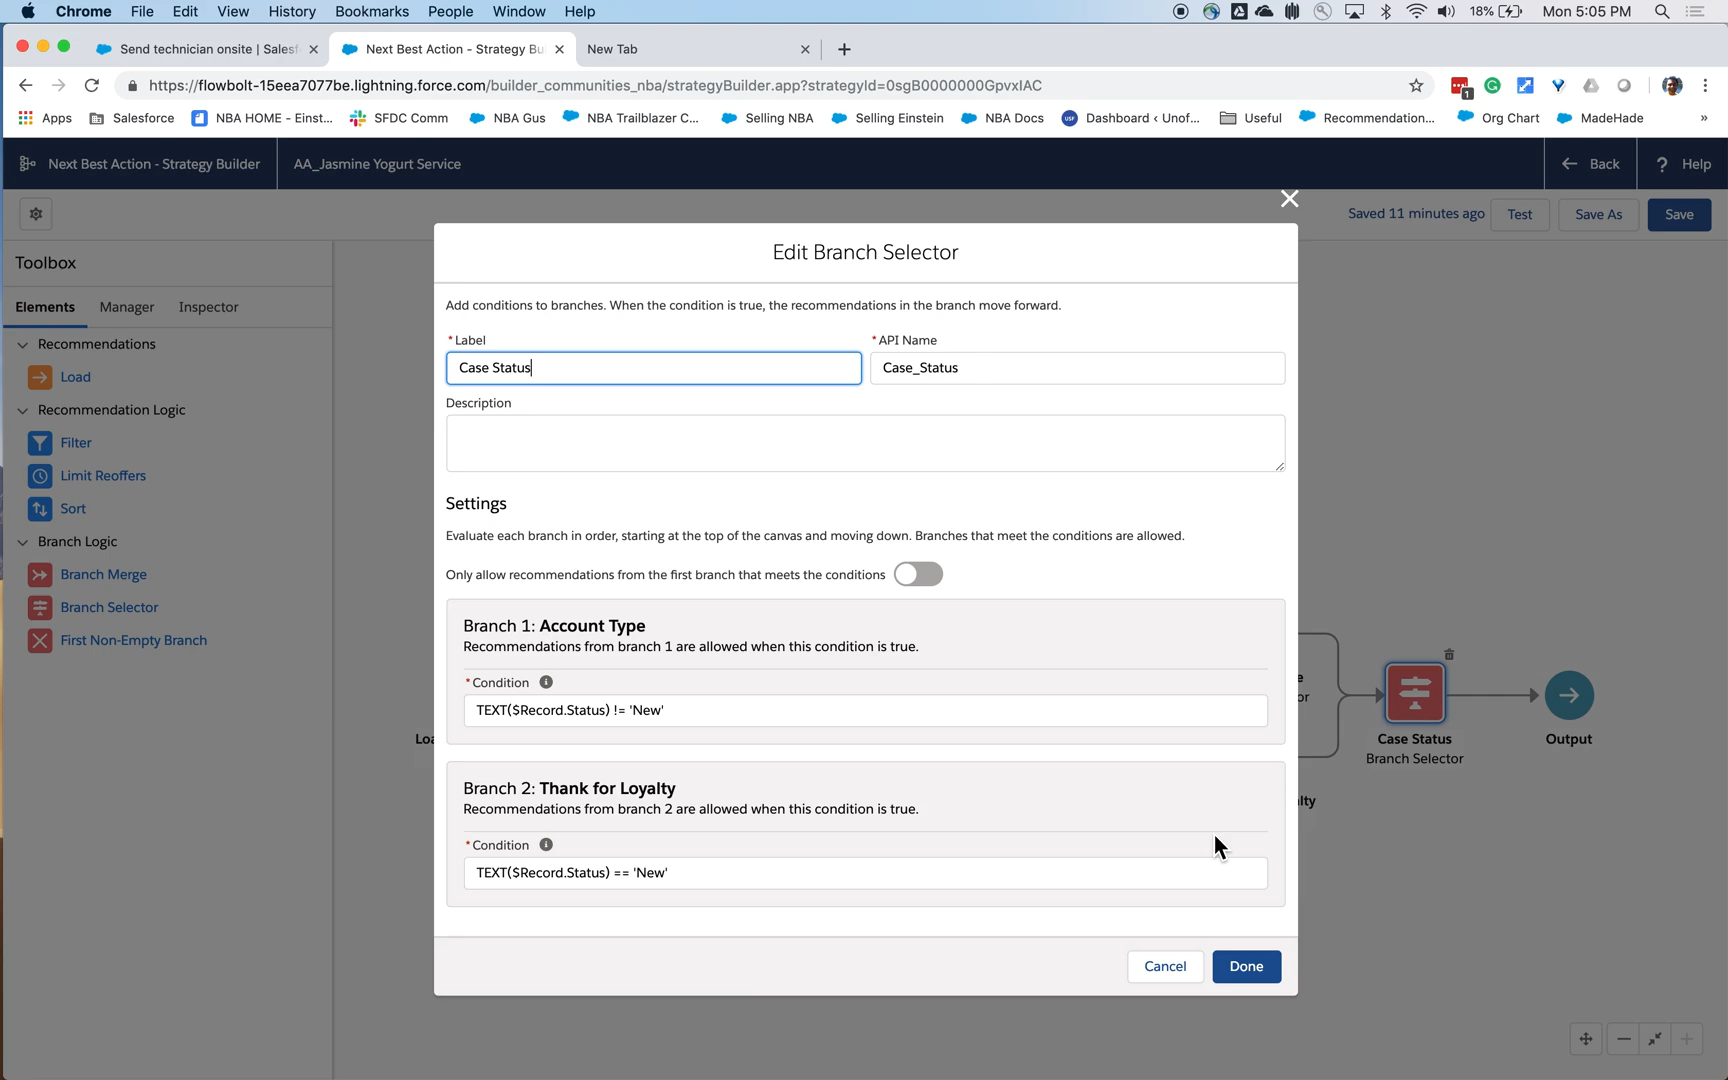 Chrome File Edit View History Bookmarks People Window Help 18% Mon 5:05 PM
Send technician onsite | Salesf Next Best Action - Strategy Bu New Tab
https://flowbolt-15eea7077be.lightning.force.com/builder_communities_nba/strategyBuilder.app?strategyId=0sgB0000000GpvxIAC
1
Apps Salesforce NBA HOME - Einst... SFDC Comm NBA Gus NBA Trailblazer C... Selling NBA Selling Einstein NBA Docs USF Dashboard < Unof... Useful Recommendation... Org Chart MadeHade »
Next Best Action - Strategy Builder AA_Jasmine Yogurt Service Back ? Help
Saved 11 minutes ago Test Save As Save
Toolbox
Elements Manager Inspector
Recommendations
Load
Recommendation Logic
Filter
Limit Reoffers
Sort
Branch Logic
Branch Merge
Branch Selector
First Non-Empty Branch
Edit Branch Selector
Add conditions to branches. When the condition is true, the recommendations in the branch move forward.
* Label * API Name
Case Status Case_Status
Description
Settings
Evaluate each branch in order, starting at the top of the canvas and moving down. Branches that meet the conditions are allowed.
Only allow recommendations from the first branch that meets the conditions
Branch 1: Account Type
Recommendations from branch 1 are allowed when this condition is true.
* Condition
TEXT($Record.Status) != 'New'
Branch 2: Thank for Loyalty
Recommendations from branch 2 are allowed when this condition is true.
* Condition
TEXT($Record.Status) == 'New'
Cancel Done
Loa
e
or
lty
Case Status
Branch Selector
Output